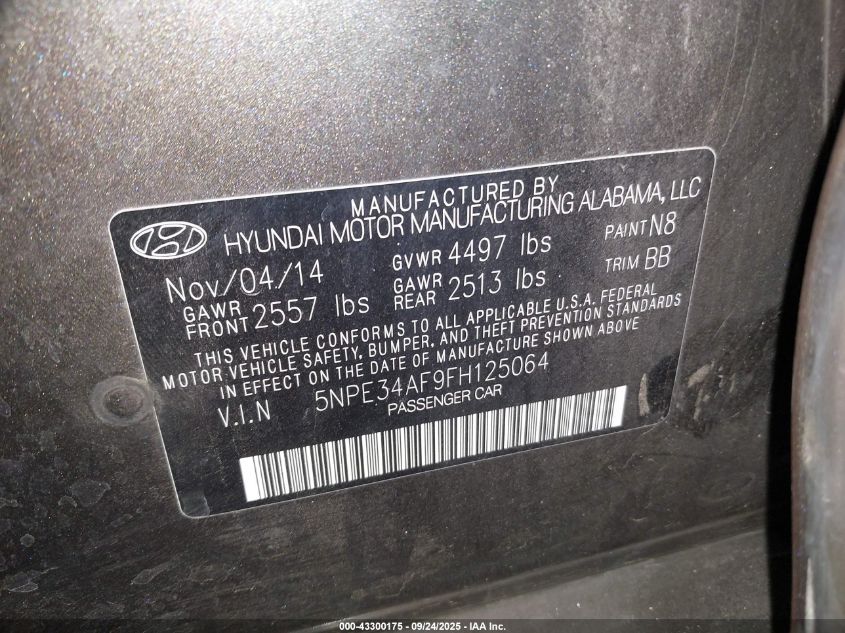 MANUFACTURED BY
HYUNDAI MOTOR MANUFACTURING ALABAMA, LLC
Nov/04/14 GVWR 4497 lbs PAINT N8
GAWR FRONT 2557 lbs GAWR REAR 2513 lbs TRIM BB
THIS VEHICLE CONFORMS TO ALL APPLICABLE U.S.A. FEDERAL
MOTOR VEHICLE SAFETY, BUMPER, AND THEFT PREVENTION STANDARDS
IN EFFECT ON THE DATE OF MANUFACTURE SHOWN ABOVE
V.I.N 5NPE34AF9FH125064
PASSENGER CAR
000-43300175 - 09/24/2025 - IAA Inc.